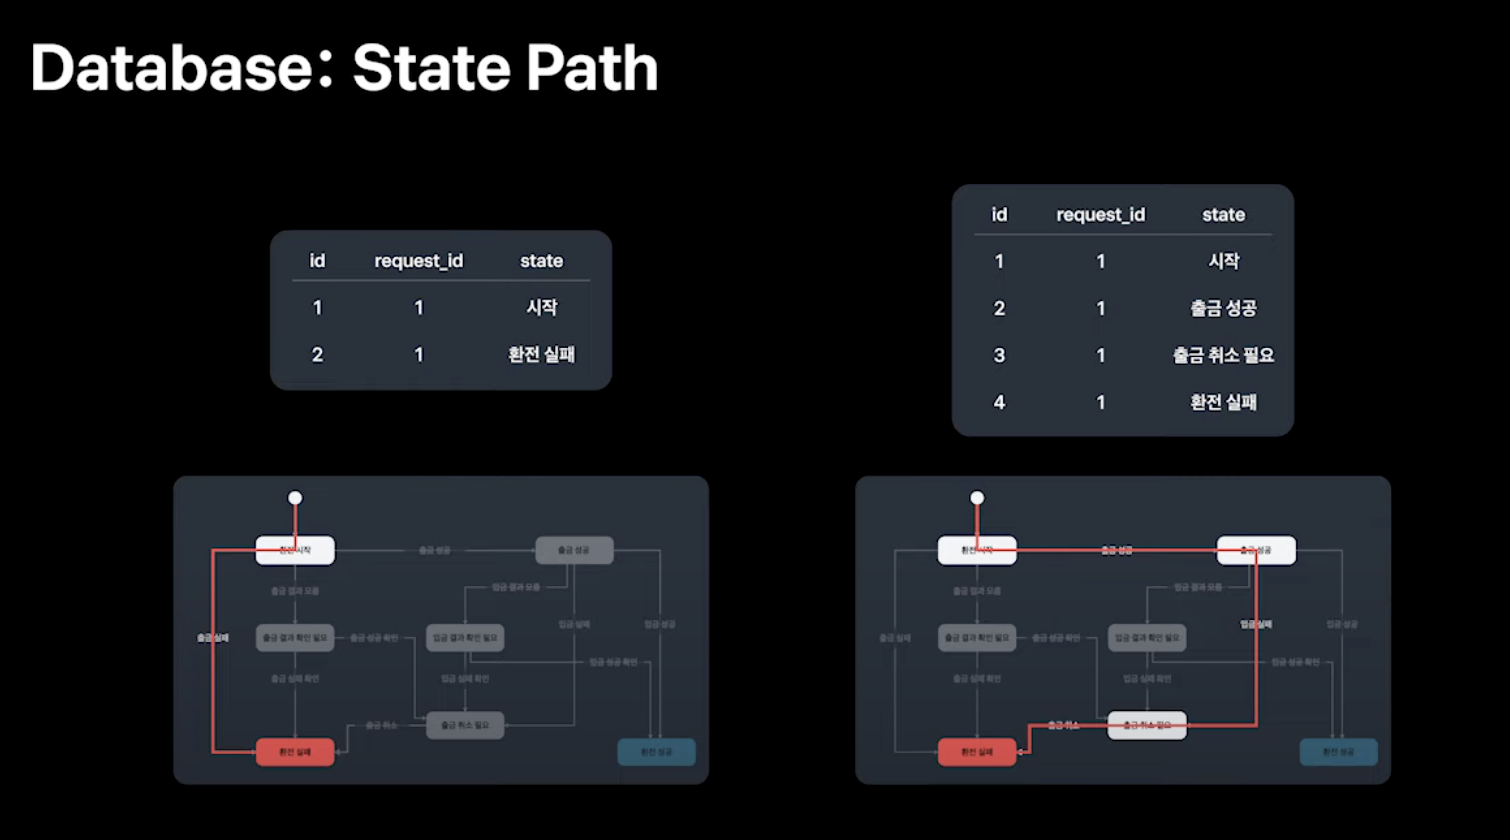 Database: State Path
id request_id state
1 1 시작
2 1 환전 실패
id request_id state
1 1 시작
2 1 출금 성공
3 1 출금 취소 필요
4 1 환전 실패
환전 시작
출금 성공
출금 성공
출금 결과 모름
입금 결과 모름
출금 실패
출금 결과 확인 필요
출금 성공 확인
입금 결과 확인 필요
입금 실패
입금 성공
입금 성공 확인
출금 실패 확인
입금 실패 확인
출금 취소
출금 취소 필요
환전 실패
환전 성공
환전 시작
출금 성공
출금 성공
출금 결과 모름
입금 결과 모름
출금 실패
출금 결과 확인 필요
출금 성공 확인
입금 결과 확인 필요
입금 실패
입금 성공
입금 성공 확인
출금 실패 확인
입금 실패 확인
출금 취소
출금 취소 필요
환전 실패
환전 성공